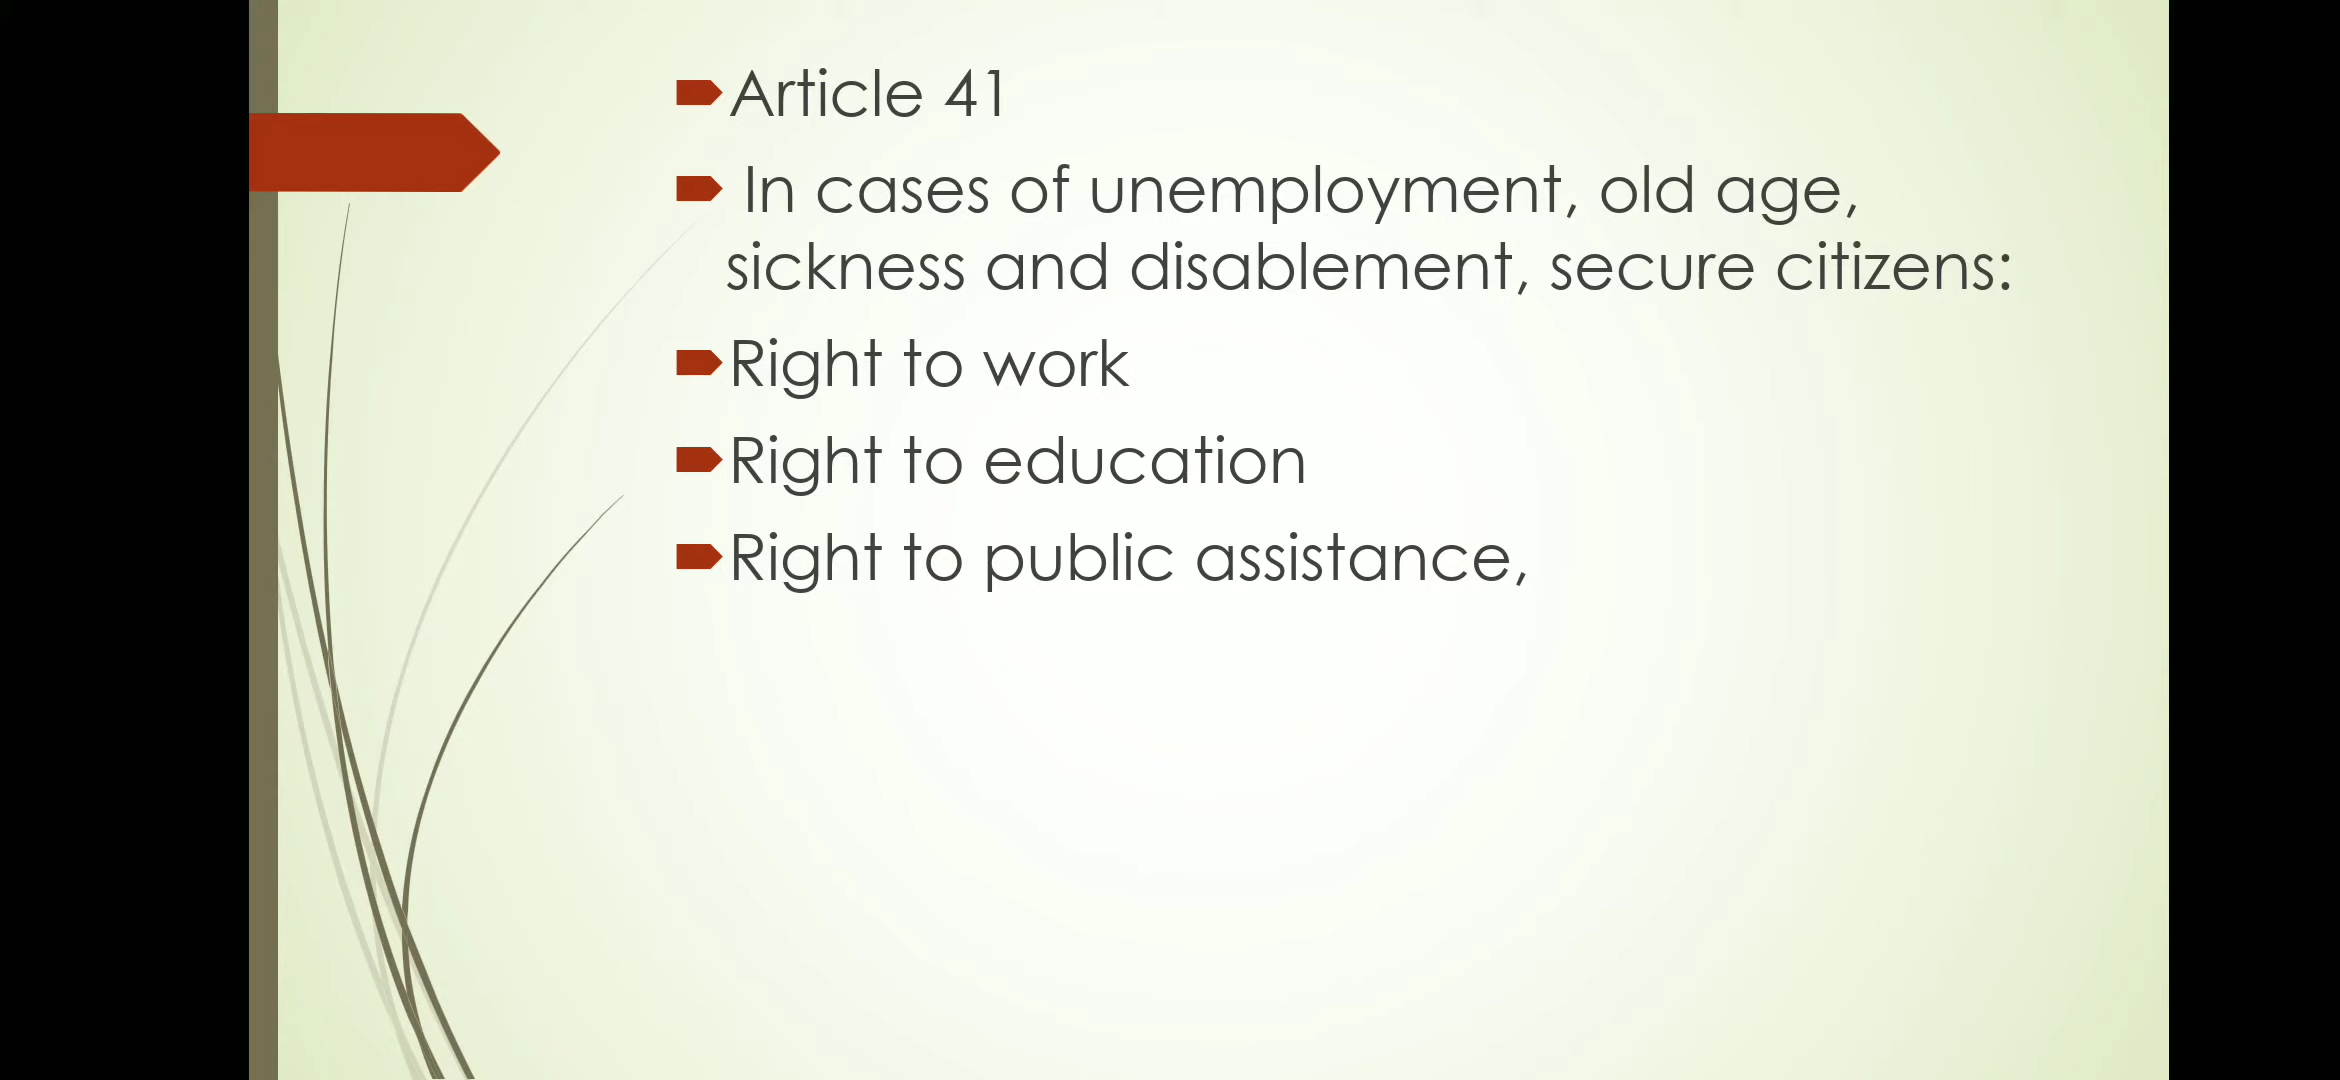 Article 41
In cases of unemployment, old age,
sickness and disablement, secure citizens:
Right to work
Right to education
Right to public assistance,